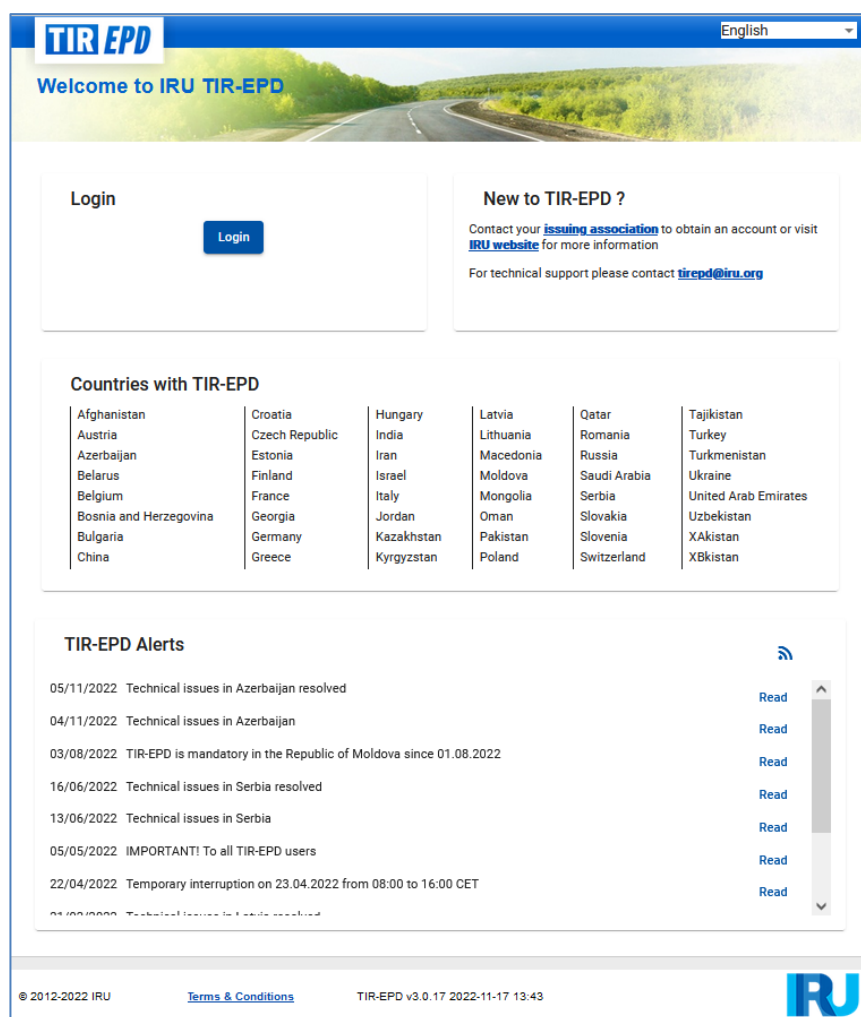 TIR EPD
English
Welcome to IRU TIR-EPD
Login
Login
New to TIR-EPD ?
Contact your issuing association to obtain an account or visit
IRU website for more information
For technical support please contact tirepd@iru.org
Countries with TIR-EPD
Afghanistan Croatia Hungary Latvia Qatar Tajikistan
Austria Czech Republic India Lithuania Romania Turkey
Azerbaijan Estonia Iran Macedonia Russia Turkmenistan
Belarus Finland Israel Moldova Saudi Arabia Ukraine
Belgium France Italy Mongolia Serbia United Arab Emirates
Bosnia and Herzegovina Georgia Jordan Oman Slovakia Uzbekistan
Bulgaria Germany Kazakhstan Pakistan Slovenia XAkistan
China Greece Kyrgyzstan Poland Switzerland XBkistan
TIR-EPD Alerts
05/11/2022 Technical issues in Azerbaijan resolved Read
04/11/2022 Technical issues in Azerbaijan Read
03/08/2022 TIR-EPD is mandatory in the Republic of Moldova since 01.08.2022 Read
16/06/2022 Technical issues in Serbia resolved Read
13/06/2022 Technical issues in Serbia Read
05/05/2022 IMPORTANT! To all TIR-EPD users Read
22/04/2022 Temporary interruption on 23.04.2022 from 08:00 to 16:00 CET Read
Technical issues in Latvia resolved
© 2012-2022 IRU Terms & Conditions TIR-EPD v3.0.17 2022-11-17 13:43
IRU